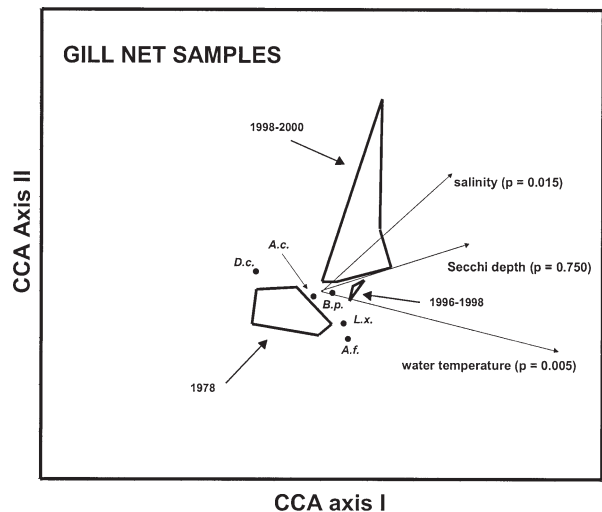 GILL NET SAMPLES
1998-2000
salinity (p = 0.015)
A.c.
D.c.
Secchi depth (p = 0.750)
B.p.
1996-1998
L.x.
A.f.
water temperature (p = 0.005)
1978
CCA Axis II
CCA axis I